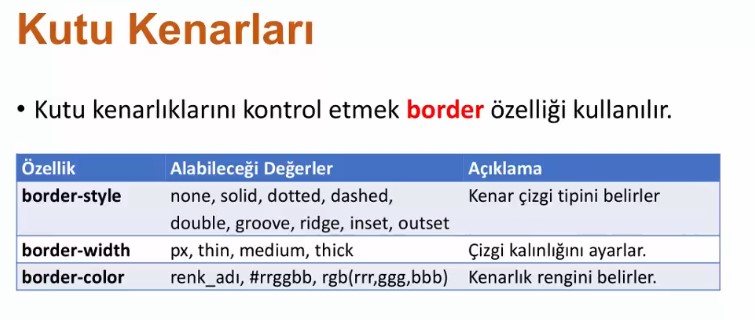 Kutu Kenarları
• Kutu kenarlıklarını kontrol etmek border özelliği kullanılır.
Özellik Alabileceği Değerler Açıklama
border-style none, solid, dotted, dashed, Kenar çizgi tipini belirler
double, groove, ridge, inset, outset
border-width px, thin, medium, thick Çizgi kalınlığını ayarlar.
border-color renk_adı, #rrggbb, rgb(rrr,ggg,bbb) Kenarlık rengini belirler.